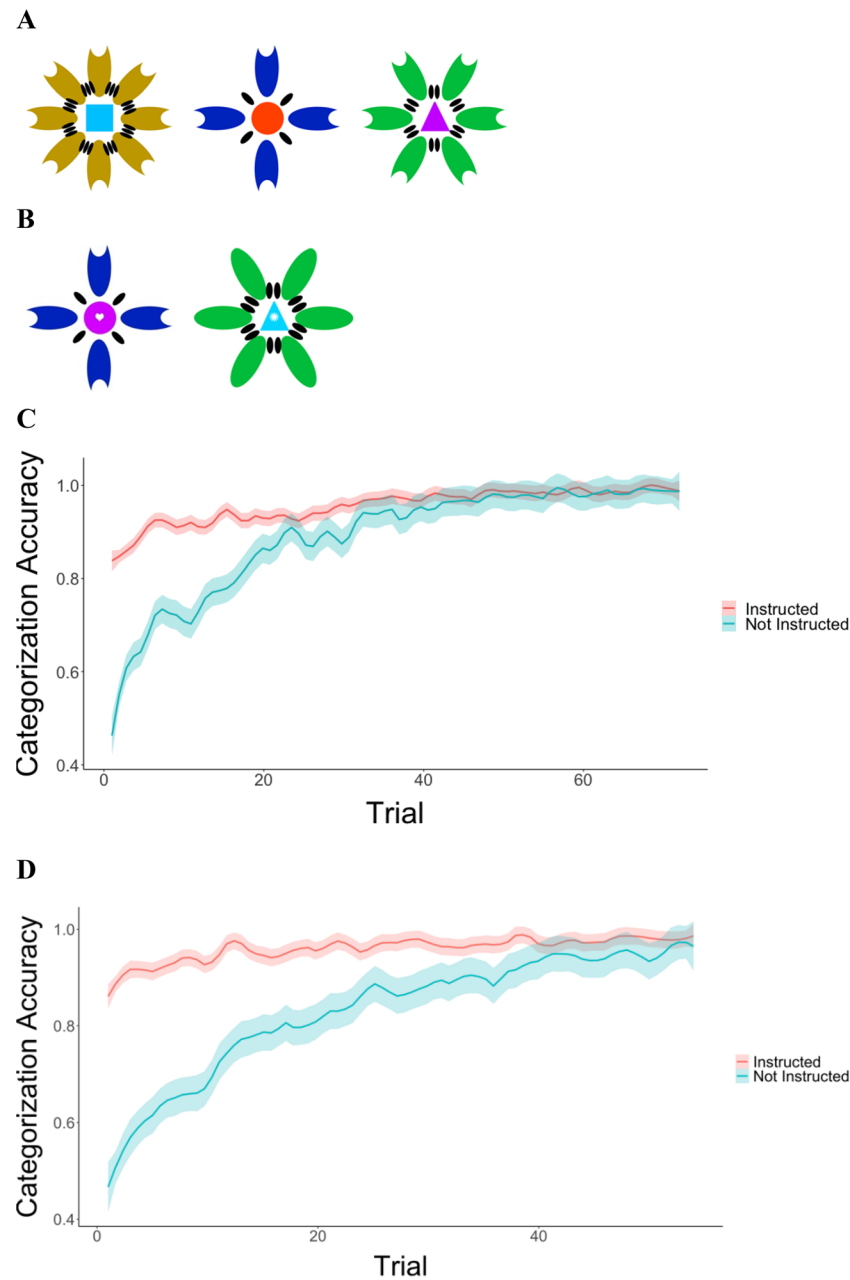 A
B
C
Categorization Accuracy
1.0
0.8
0.6
0.4
0
20
40
60
Trial
Instructed
Not Instructed
D
Categorization Accuracy
1.0
0.8
0.6
0.4
0
20
40
Trial
Instructed
Not Instructed